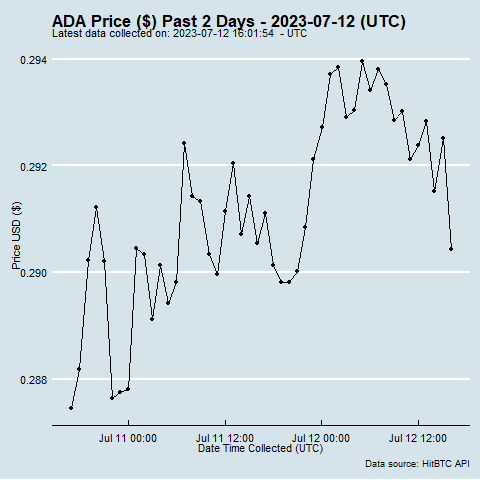 ADA Price ($) Past 2 Days - 2023-07-12 (UTC)
Latest data collected on: 2023-07-12 16:01:54  - UTC
0.294
0.292
0.290
0.288
Price USD ($)
Jul 11 00:00
Jul 11 12:00
Jul 12 00:00
Jul 12 12:00
Date Time Collected (UTC)
Data source: HitBTC API